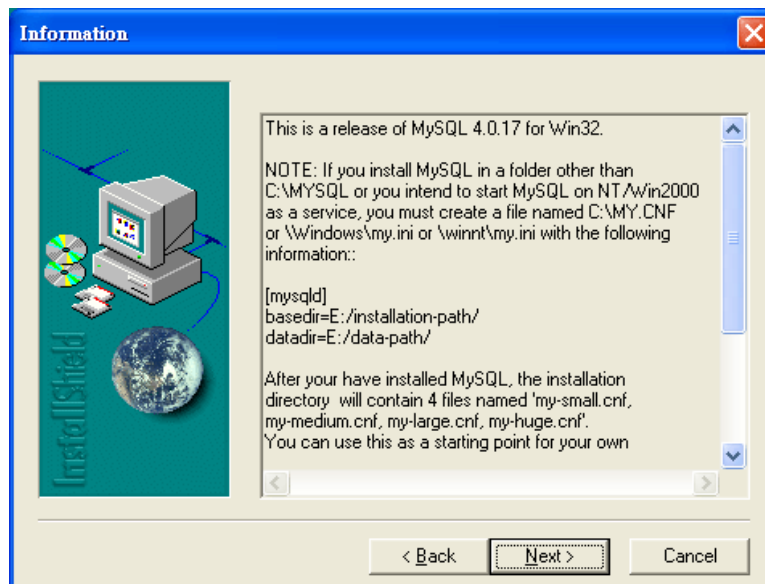 Information
This is a release of MySQL 4.0.17 for Win32.
NOTE: If you install MySQL in a folder other than
C:\MYSQL or you intend to start MySQL on NT/Win2000
as a service, you must create a file named C:\MY.CNF
or \Windows\my.ini or \winnt\my.ini with the following
information::
[mysqld]
basedir=E:/installation-path/
datadir=E:/data-path/
After your have installed MySQL, the installation
directory will contain 4 files named 'my-small.cnf,
my-medium.cnf, my-large.cnf, my-huge.cnf'.
You can use this as a starting point for your own
InstallShield
< Back
Next >
Cancel